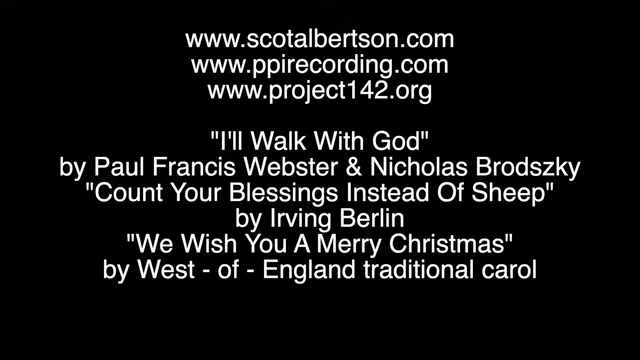 www.scotalbertson.com
www.ppirecording.com
www.project142.org
"I'll Walk With God"
by Paul Francis Webster & Nicholas Brodszky
"Count Your Blessings Instead Of Sheep"
by Irving Berlin
"We Wish You A Merry Christmas"
by West - of - England traditional carol